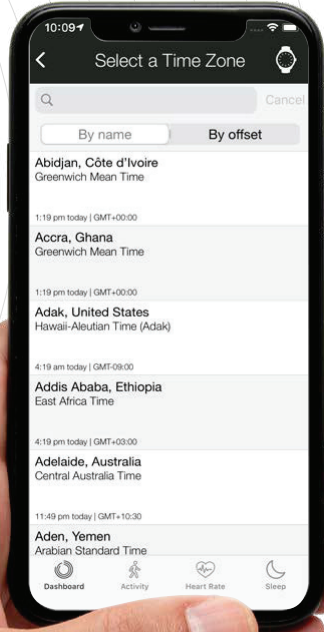 10:09
Select a Time Zone
Cancel
By name
By offset
Abidjan, Côte d'Ivoire
Greenwich Mean Time
1:19 pm today | GMT+00:00
Accra, Ghana
Greenwich Mean Time
1:19 pm today | GMT+00:00
Adak, United States
Hawaii-Aleutian Time (Adak)
4:19 am today | GMT-09:00
Addis Ababa, Ethiopia
East Africa Time
4:19 pm today | GMT+03:00
Adelaide, Australia
Central Australia Time
11:49 pm today | GMT+10:30
Aden, Yemen
Arabian Standard Time
Dashboard
Activity
Heart Rate
Sleep